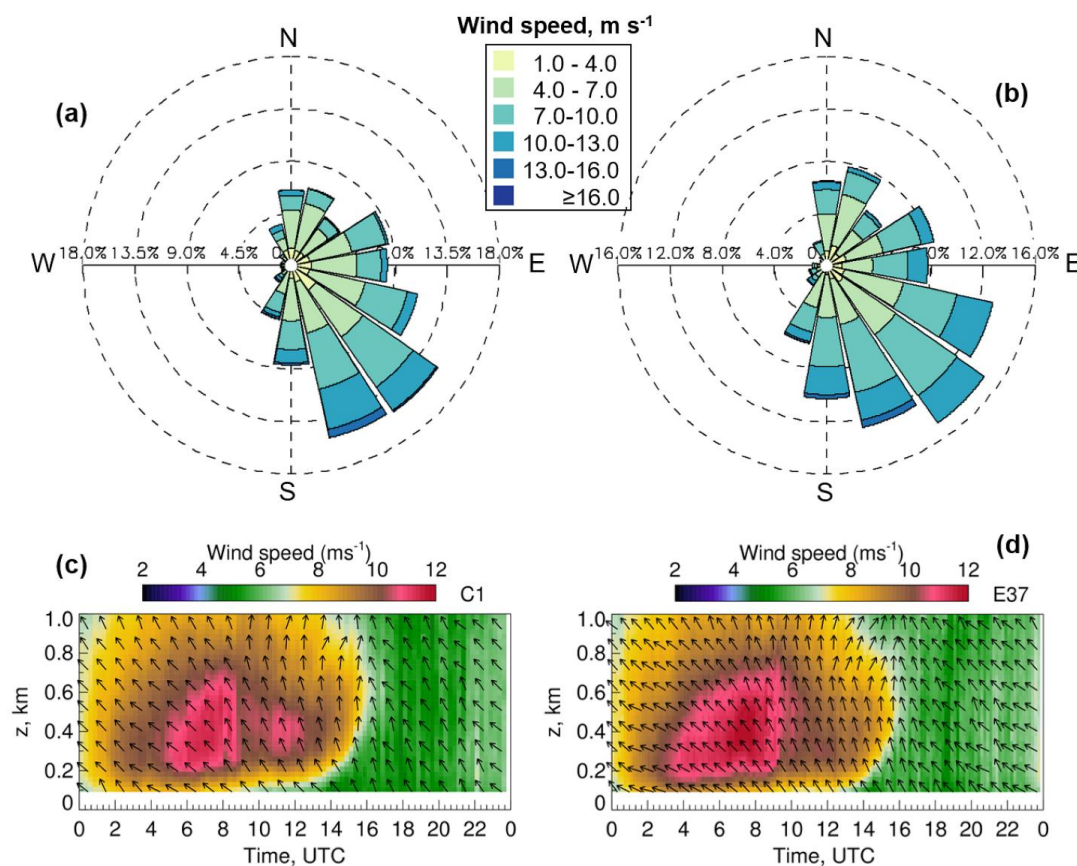 Wind speed, m s⁻¹
1.0 - 4.0
4.0 - 7.0
7.0-10.0
10.0-13.0
13.0-16.0
≥16.0
(a)
N
W
18.0% 13.5% 9.0% 4.5% 0 .0% 13.5% 18.0%
E
S
(b)
N
W
16.0% 12.0% 8.0% 4.0% 0 .0% 12.0% 16.0%
E
S
(c)
Wind speed (ms⁻¹)
2 4 6 8 10 12
C1
z, km
1.0
0.8
0.6
0.4
0.2
0
0 2 4 6 8 10 12 14 16 18 20 22 0
Time, UTC
(d)
Wind speed (ms⁻¹)
2 4 6 8 10 12
E37
z, km
1.0
0.8
0.6
0.4
0.2
0
0 2 4 6 8 10 12 14 16 18 20 22 0
Time, UTC